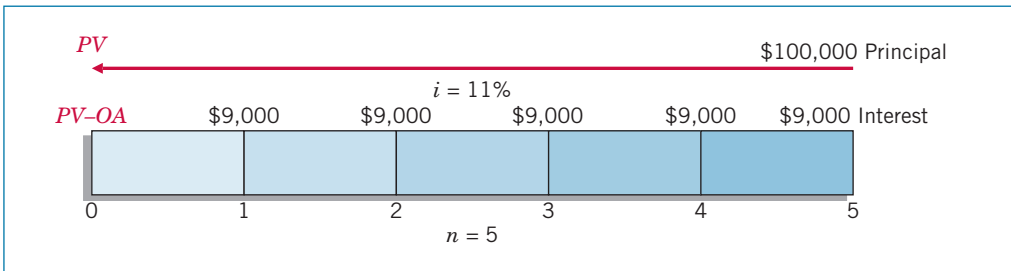 PV
$100,000 Principal
i = 11%
PV–OA $9,000 $9,000 $9,000 $9,000 $9,000 Interest
0 1 2 3 4 5
n = 5